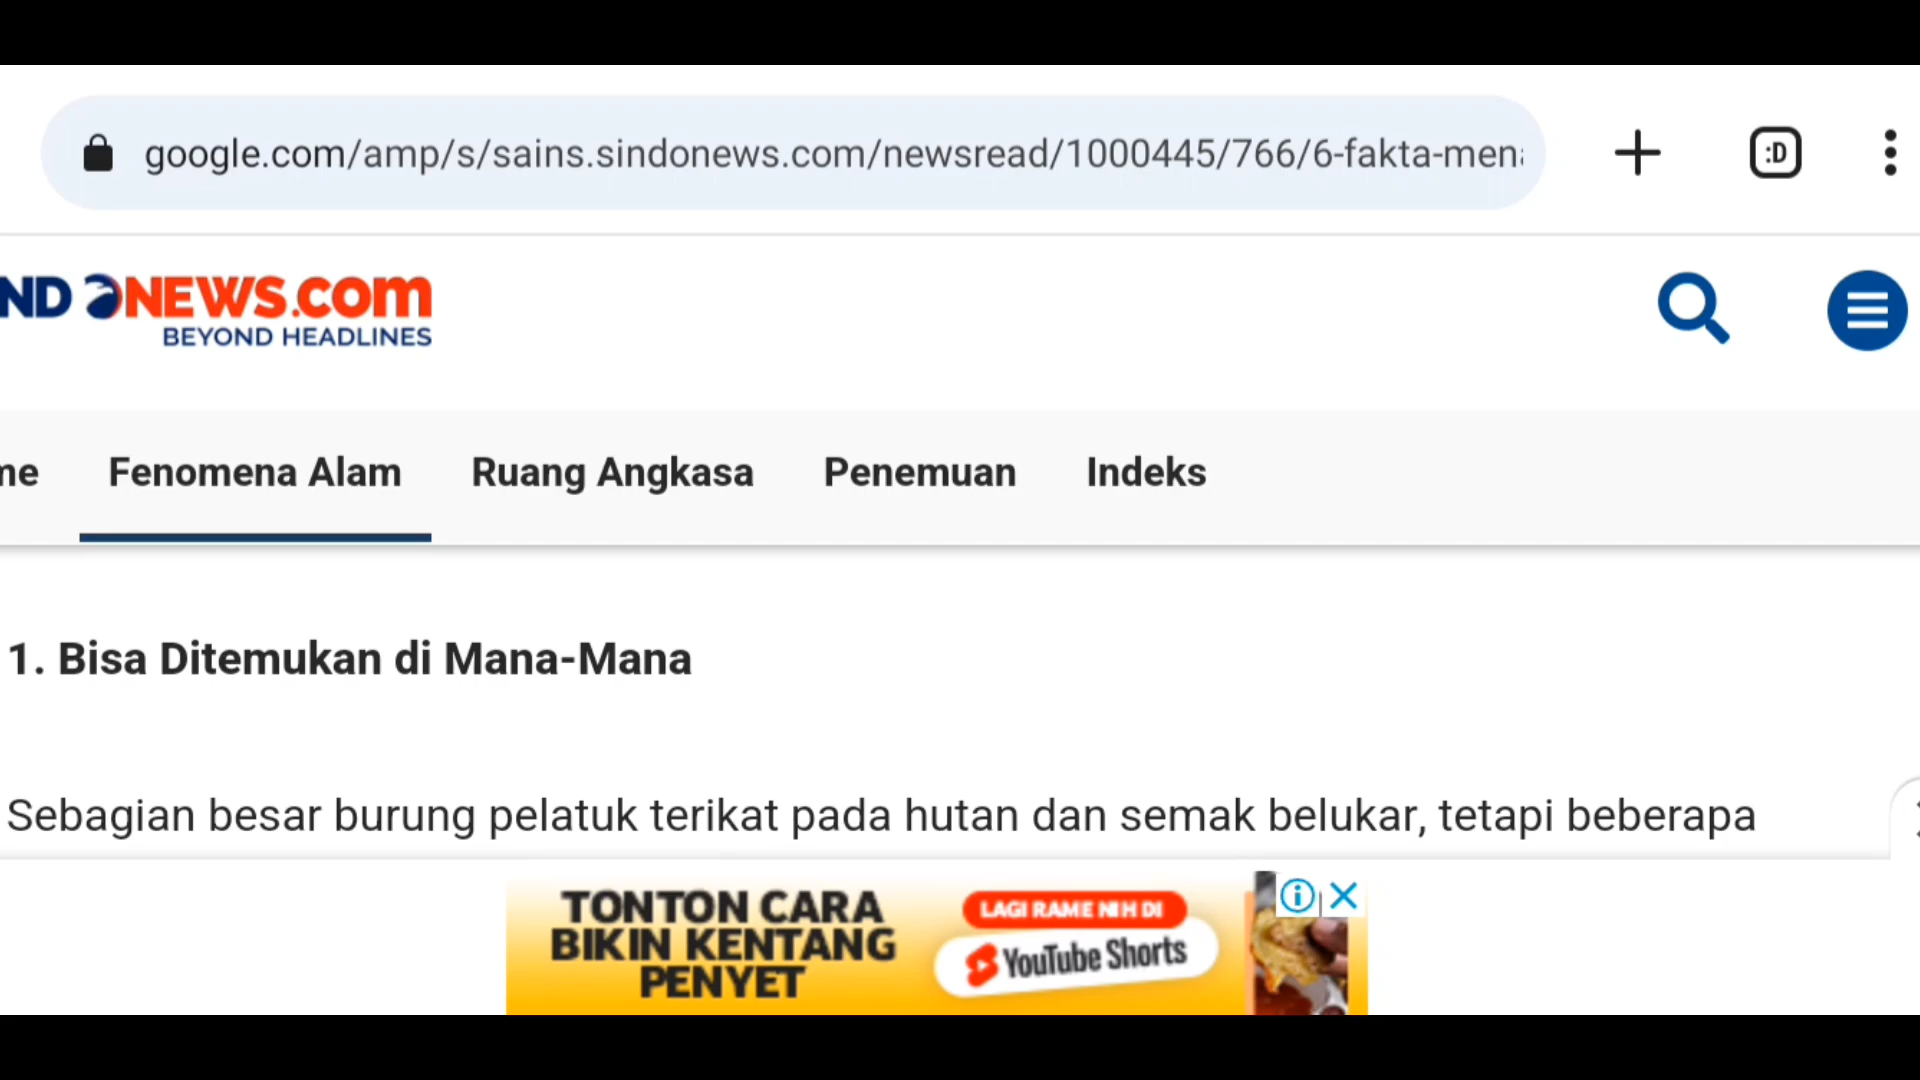 google.com/amp/s/sains.sindonews.com/newsread/1000445/766/6-fakta-men
:D
NEWS.com
BEYOND HEADLINES
Fenomena Alam Ruang Angkasa Penemuan Indeks
1. Bisa Ditemukan di Mana-Mana
Sebagian besar burung pelatuk terikat pada hutan dan semak belukar, tetapi beberapa
TONTON CARA
BIKIN KENTANG
PENYET
LAGI RAME NIH DI
YouTube Shorts